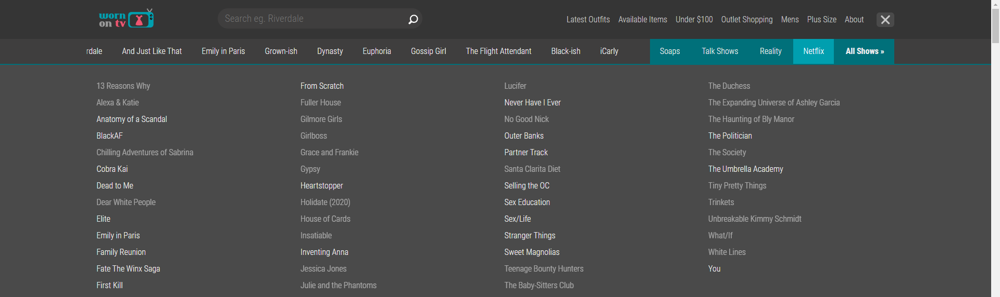 worn
on tv
Search eg. Riverdale
Latest Outfits Available Items Under $100 Outlet Shopping Mens Plus Size About
rdale And Just Like That Emily in Paris Grown-ish Dynasty Euphoria Gossip Girl The Flight Attendant Black-ish iCarly Soaps Talk Shows Reality Netflix All Shows »
13 Reasons Why
Alexa & Katie
Anatomy of a Scandal
BlackAF
Chilling Adventures of Sabrina
Cobra Kai
Dead to Me
Dear White People
Elite
Emily in Paris
Family Reunion
Fate The Winx Saga
First Kill
From Scratch
Fuller House
Gilmore Girls
Girlboss
Grace and Frankie
Gypsy
Heartstopper
Holidate (2020)
House of Cards
Insatiable
Inventing Anna
Jessica Jones
Julie and the Phantoms
Lucifer
Never Have I Ever
No Good Nick
Outer Banks
Partner Track
Santa Clarita Diet
Selling the OC
Sex Education
Sex/Life
Stranger Things
Sweet Magnolias
Teenage Bounty Hunters
The Baby-Sitters Club
The Duchess
The Expanding Universe of Ashley Garcia
The Haunting of Bly Manor
The Politician
The Society
The Umbrella Academy
Tiny Pretty Things
Trinkets
Unbreakable Kimmy Schmidt
What/If
White Lines
You